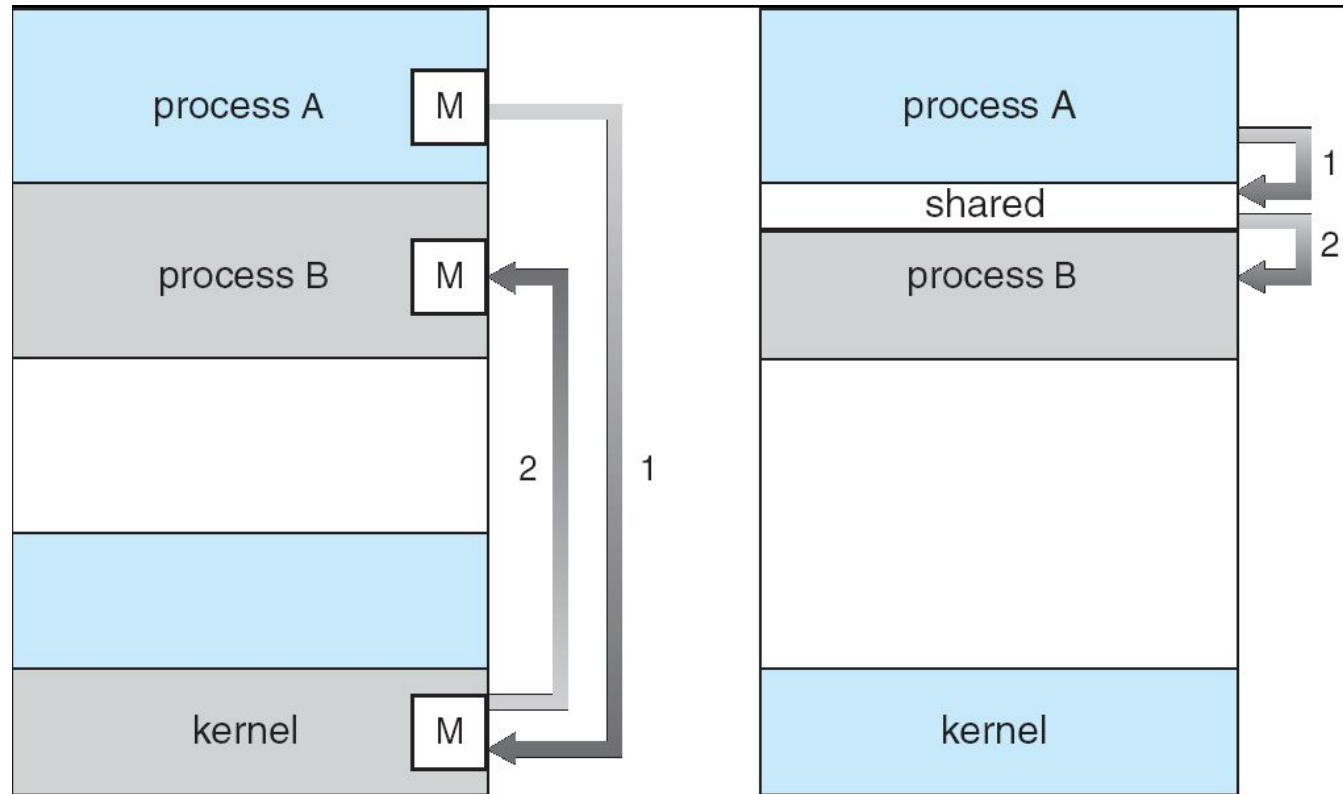 process A
M
process B
M
2
1
kernel
M
process A
1
shared
2
process B
kernel